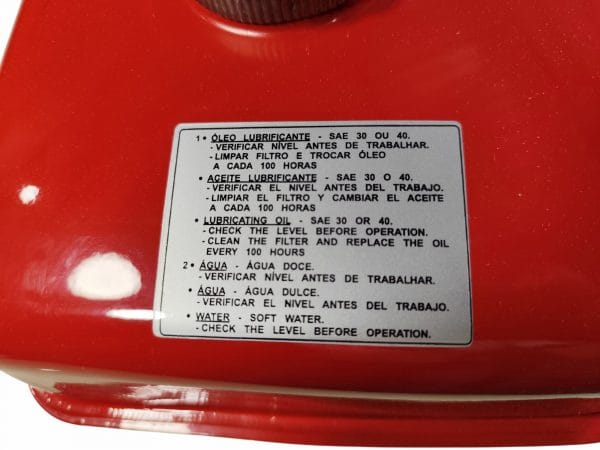 1• ÓLEO LUBRIFICANTE - SAE 30 OU 40.
- VERIFICAR NÍVEL ANTES DE TRABALHAR.
- LIMPAR FILTRO E TROCAR ÓLEO
A CADA 100 HORAS
• ACEITE LUBRIFICANTE - SAE 30 O 40.
- VERIFICAR EL NIVEL ANTES DEL TRABAJO.
- LIMPIAR EL FILTRO Y CAMBIAR EL ACEITE
A CADA 100 HORAS
• LUBRICATING OIL - SAE 30 OR 40.
- CHECK THE LEVEL BEFORE OPERATION.
- CLEAN THE FILTER AND REPLACE THE OIL
EVERY 100 HOURS
2• ÁGUA - ÁGUA DOCE.
- VERIFICAR NÍVEL ANTES DE TRABALHAR.
• ÁGUA - ÁGUA DULCE.
- VERIFICAR EL NIVEL ANTES DEL TRABAJO.
• WATER - SOFT WATER.
- CHECK THE LEVEL BEFORE OPERATION.